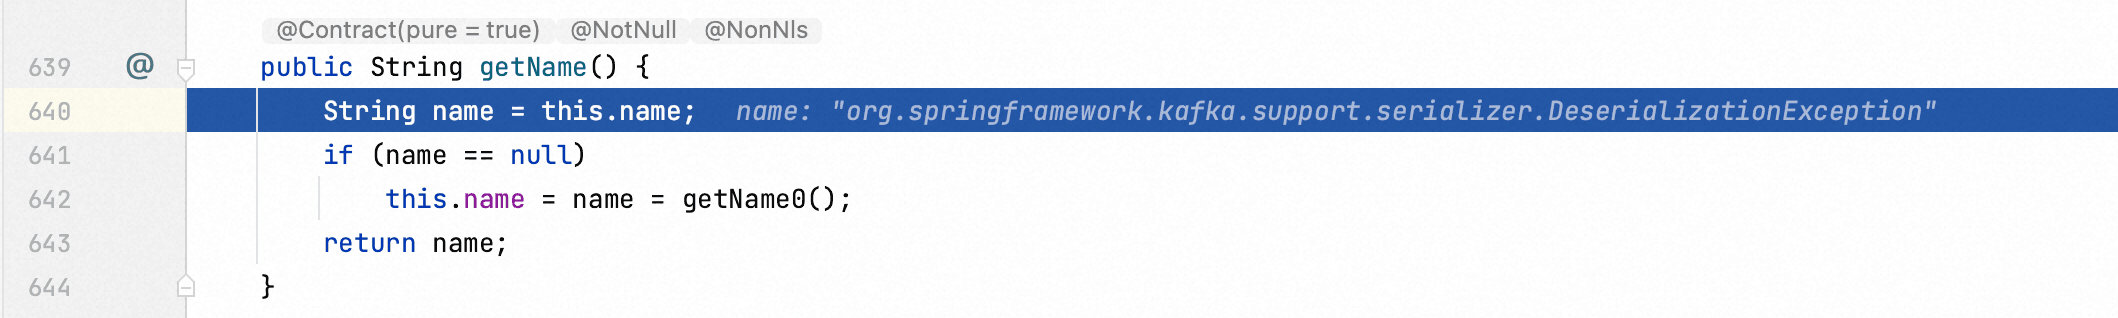 @Contract(pure = true) @NotNull @NonNls
639 @ public String getName() {
640 String name = this.name; name: "org.springframework.kafka.support.serializer.DeserializationException"
641 if (name == null)
642 this.name = name = getName0();
643 return name;
644 }